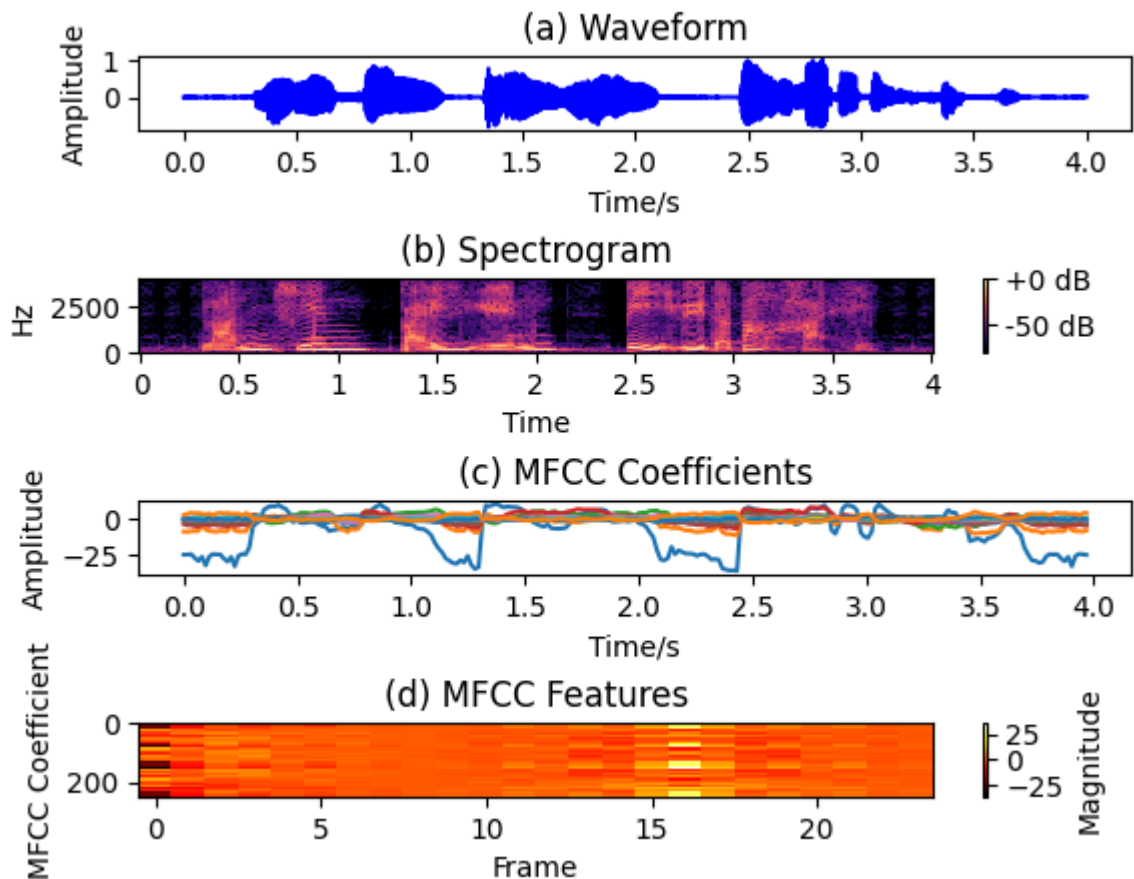 (a) Waveform
Amplitude
1
0
0.0 0.5 1.0 1.5 2.0 2.5 3.0 3.5 4.0
Time/s
(b) Spectrogram
Hz
2500
0
+0 dB
-50 dB
0 0.5 1 1.5 2 2.5 3 3.5 4
Time
(c) MFCC Coefficients
Amplitude
0
−25
0.0 0.5 1.0 1.5 2.0 2.5 3.0 3.5 4.0
Time/s
(d) MFCC Features
MFCC Coefficient
0
200
0 5 10 15 20
Frame
25
0
−25
Magnitude